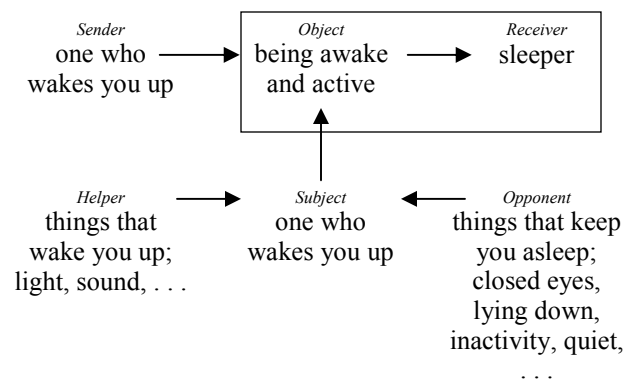 Sender
one who
wakes you up
Object
being awake
and active
Receiver
sleeper
Helper
things that
wake you up;
light, sound, . . .
Subject
one who
wakes you up
Opponent
things that keep
you asleep;
closed eyes,
lying down,
inactivity, quiet,
. . .